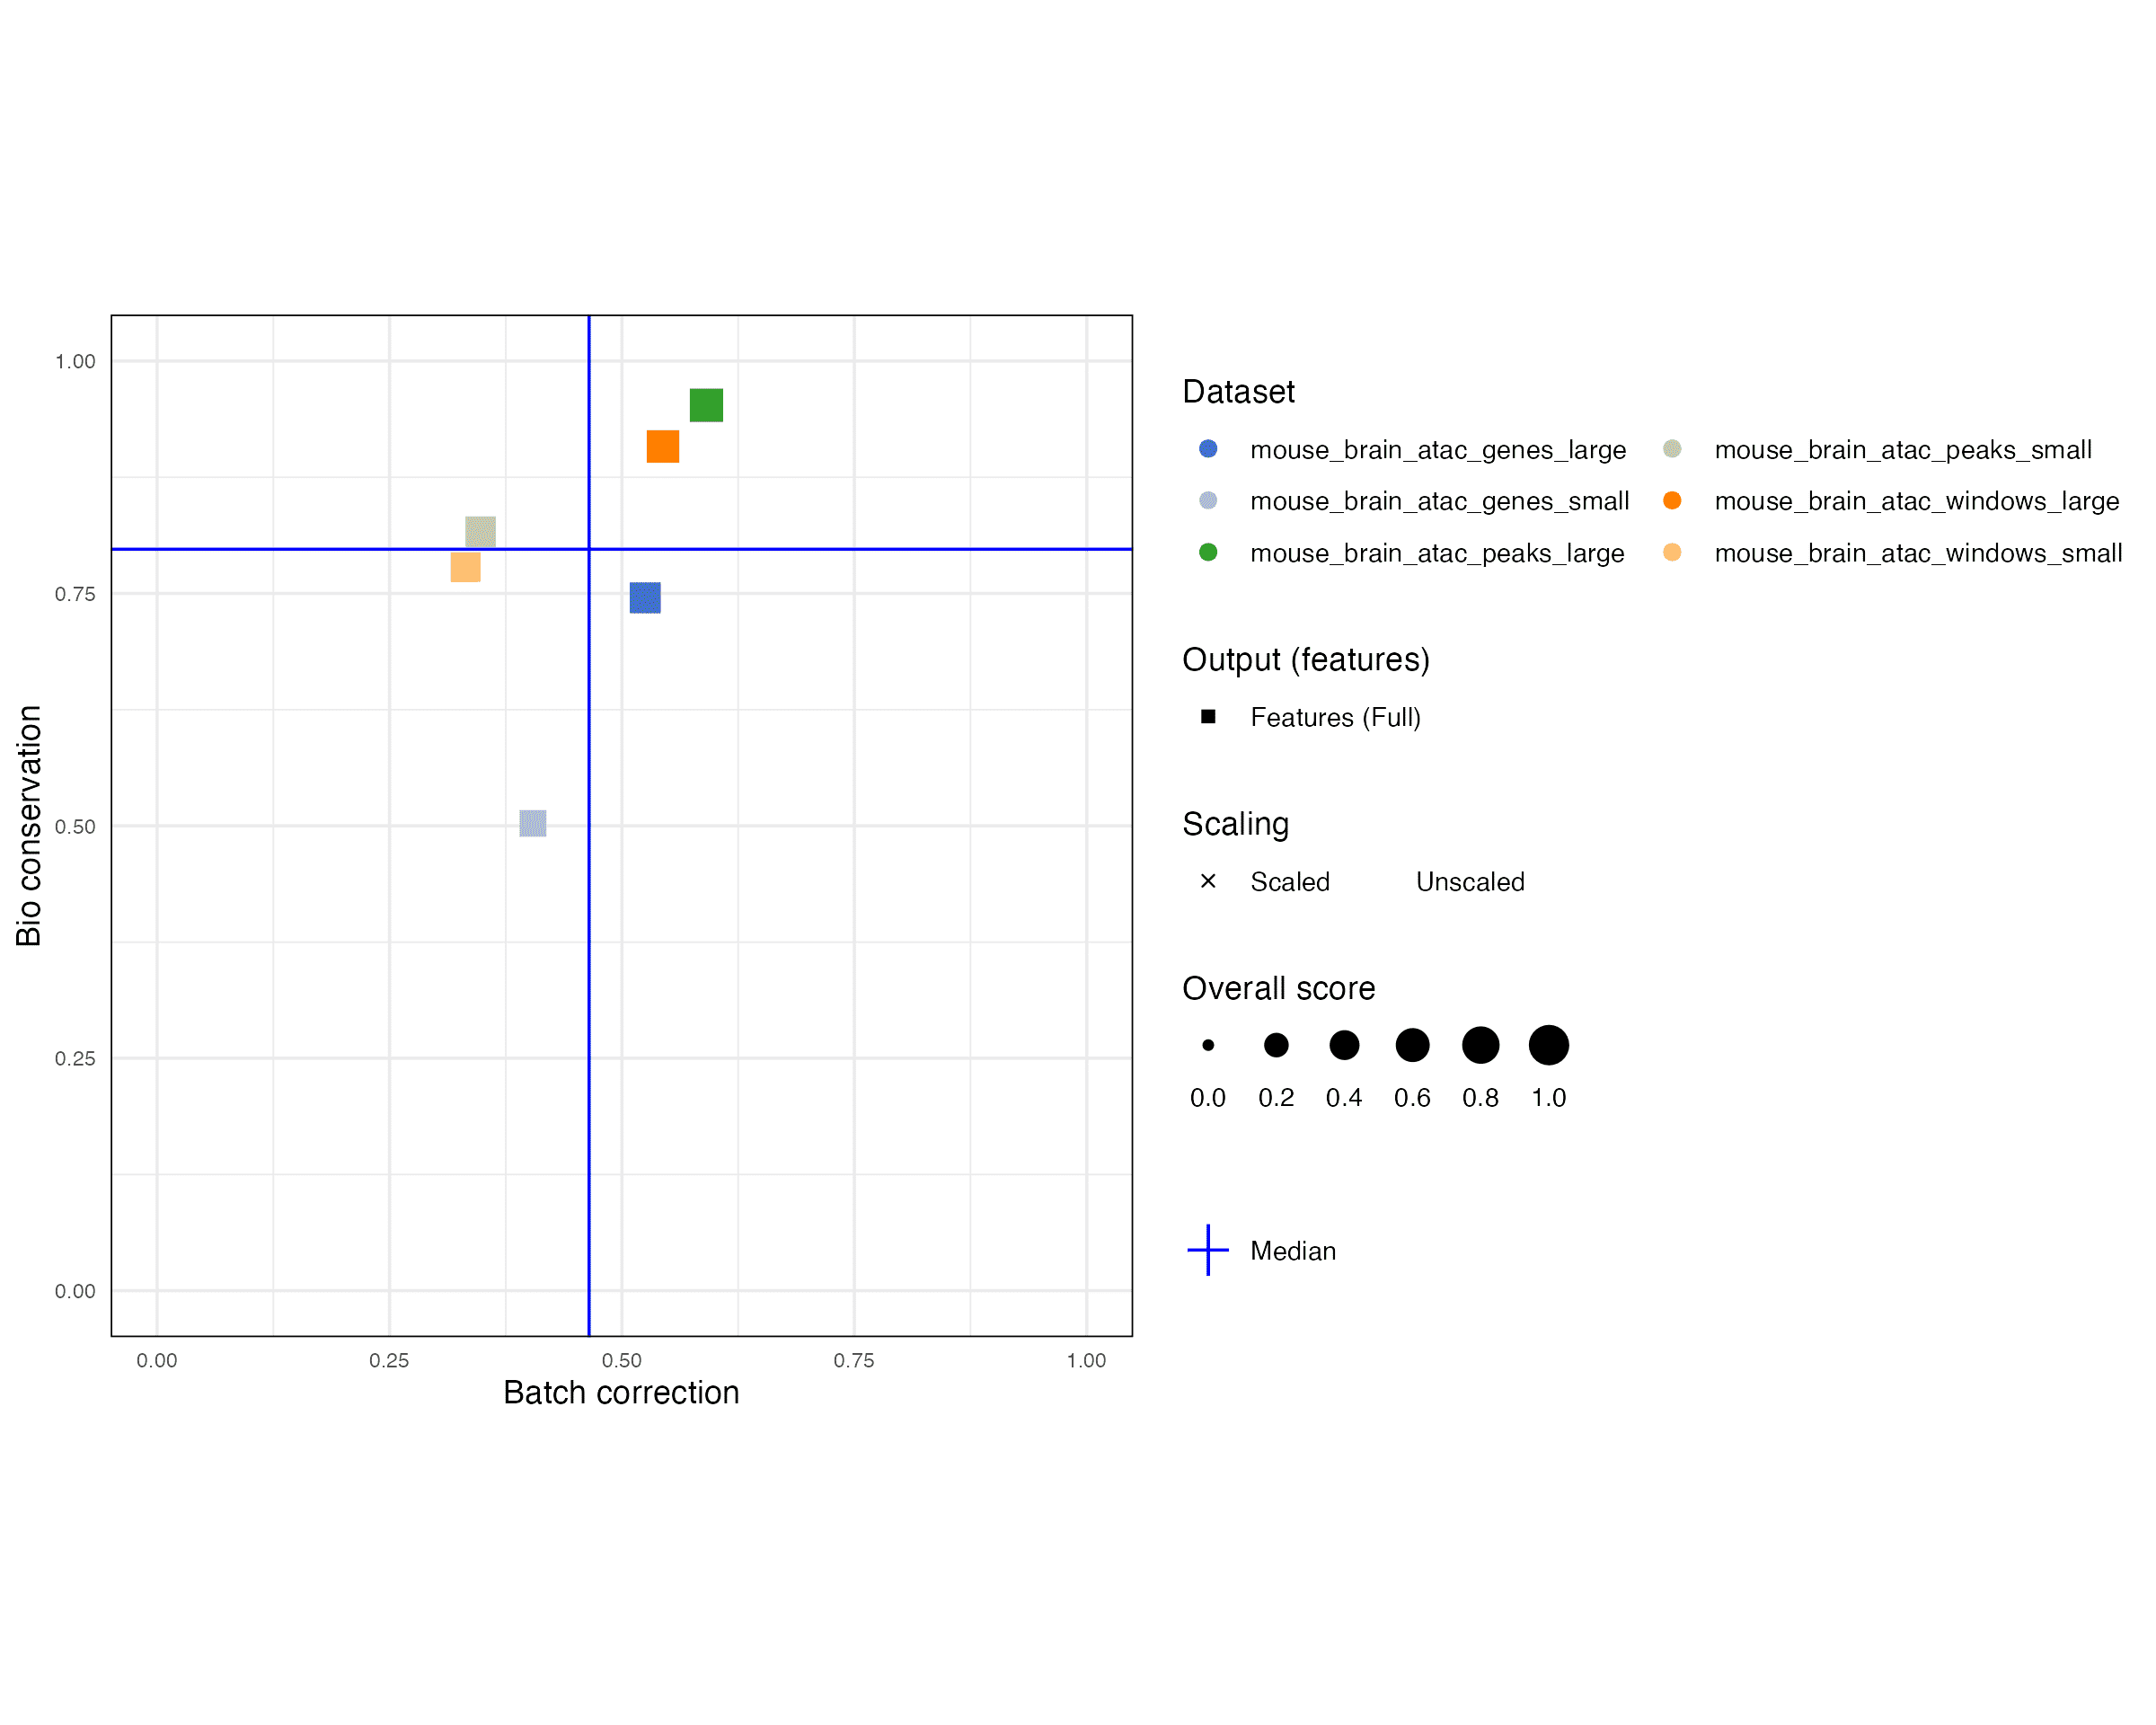 1.00
0.75
0.50
0.25
0.00
Bio conservation
0.00 0.25 0.50 0.75 1.00
Batch correction
Dataset
mouse_brain_atac_genes_large mouse_brain_atac_peaks_small
mouse_brain_atac_genes_small mouse_brain_atac_windows_large
mouse_brain_atac_peaks_large mouse_brain_atac_windows_small
Output (features)
Features (Full)
Scaling
Scaled Unscaled
Overall score
0.0 0.2 0.4 0.6 0.8 1.0
Median